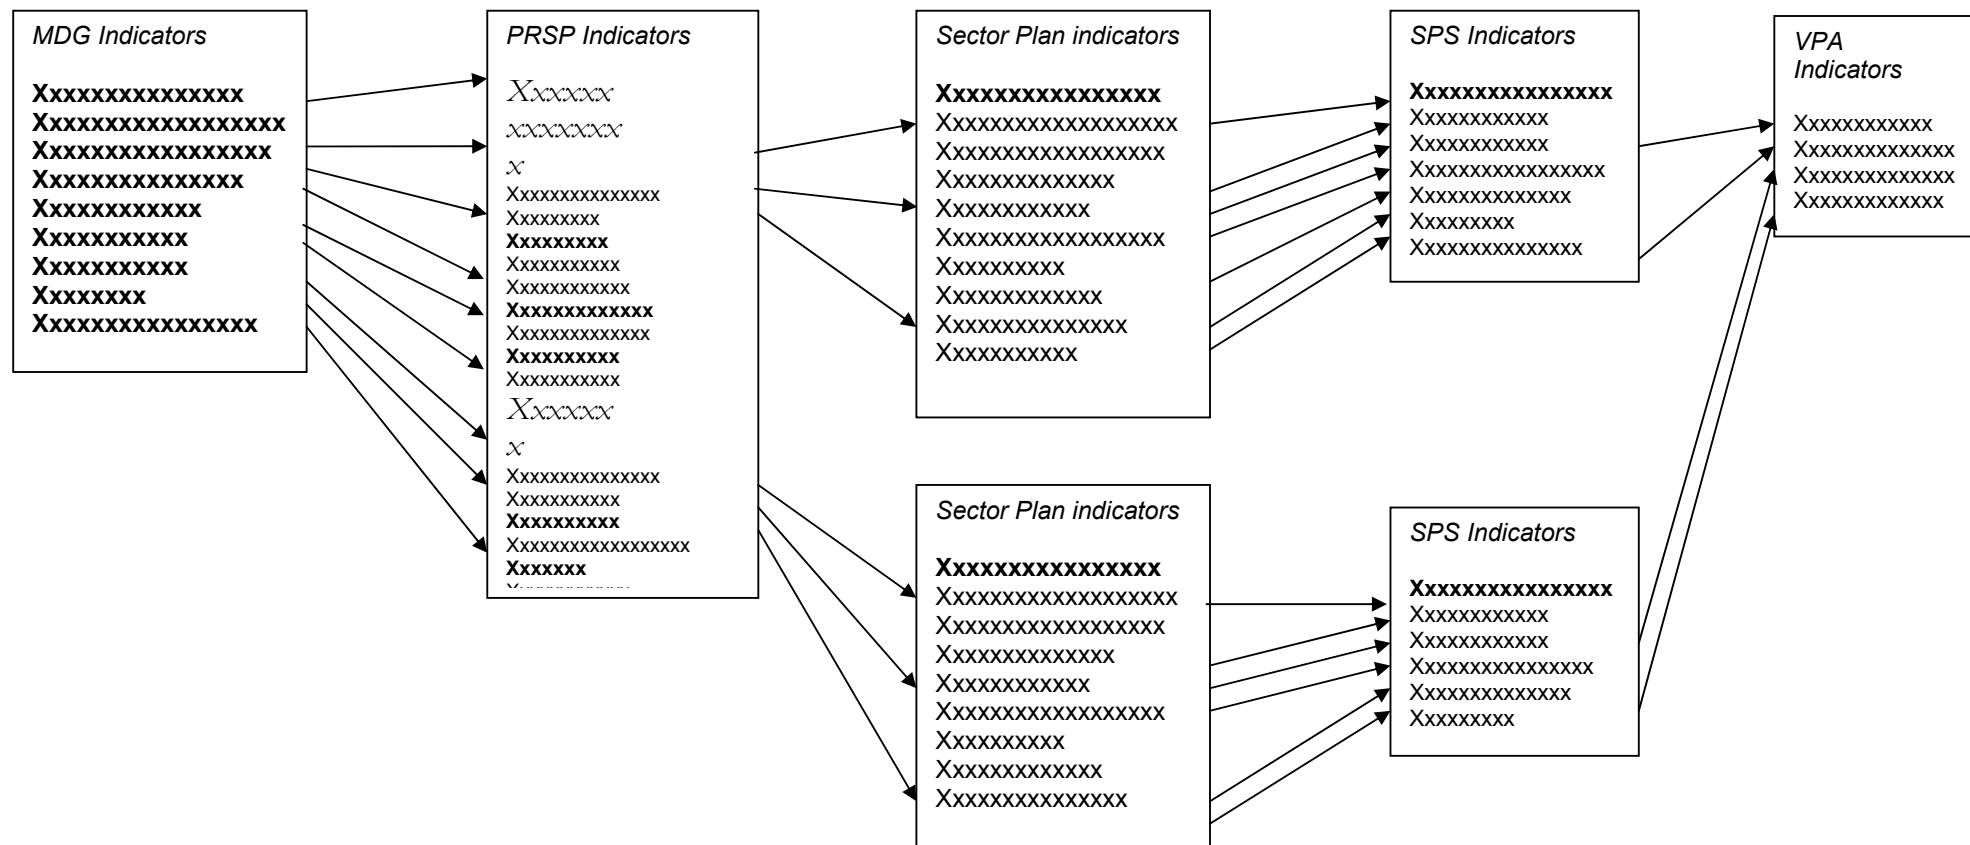 MDG Indicators
Xxxxxxxxxxxxxxx
Xxxxxxxxxxxxxxxxxx
Xxxxxxxxxxxxxxxxx
Xxxxxxxxxxxxxxx
Xxxxxxxxxxxx
Xxxxxxxxxxx
Xxxxxxxxxxx
Xxxxxxxx
Xxxxxxxxxxxxxxxx
PRSP Indicators
Xxxxxx
xxxxxxx
x
Xxxxxxxxxxxxxxx
Xxxxxxxxx
Xxxxxxxxx
Xxxxxxxxxxx
Xxxxxxxxxxxx
Xxxxxxxxxxxxx
Xxxxxxxxxxxxxx
Xxxxxxxxxx
Xxxxxxxxxxx
Xxxxxx
x
Xxxxxxxxxxxxxxx
Xxxxxxxxxxx
Xxxxxxxxxx
Xxxxxxxxxxxxxxxxxx
Xxxxxxx
Sector Plan indicators
Xxxxxxxxxxxxxxxx
Xxxxxxxxxxxxxxxxxxx
Xxxxxxxxxxxxxxxxxx
Xxxxxxxxxxxxxx
Xxxxxxxxxxxx
Xxxxxxxxxxxxxxxxxx
Xxxxxxxxxx
Xxxxxxxxxxxxx
Xxxxxxxxxxxxxxx
Xxxxxxxxxxx
SPS Indicators
Xxxxxxxxxxxxxxxx
Xxxxxxxxxxxx
Xxxxxxxxxxxx
Xxxxxxxxxxxxxxxxx
Xxxxxxxxxxxxxx
Xxxxxxxxx
Xxxxxxxxxxxxxxx
VPA
Indicators
Xxxxxxxxxxxx
Xxxxxxxxxxxxxx
Xxxxxxxxxxxxxx
Xxxxxxxxxxxxx
Sector Plan indicators
Xxxxxxxxxxxxxxxx
Xxxxxxxxxxxxxxxxxxx
Xxxxxxxxxxxxxxxxxx
Xxxxxxxxxxxxxx
Xxxxxxxxxxxx
Xxxxxxxxxxxxxxxxxx
Xxxxxxxxxx
Xxxxxxxxxxxxx
Xxxxxxxxxxxxxxx
SPS Indicators
Xxxxxxxxxxxxxxxx
Xxxxxxxxxxxx
Xxxxxxxxxxxx
Xxxxxxxxxxxxxxxx
Xxxxxxxxxxxxxx
Xxxxxxxxx